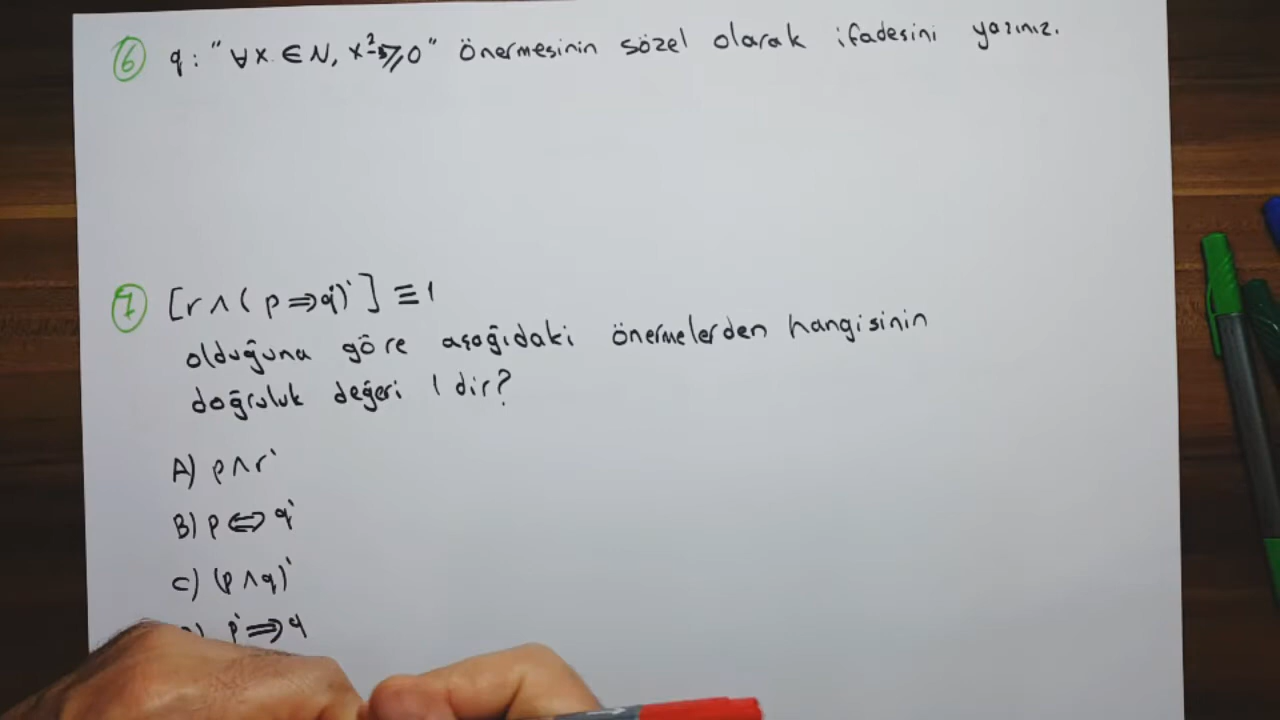 6 q: "∀x ∈ N, x²-5≥0" önermesinin sözel olarak ifadesini yazınız.
7 [r ∧ (p ⇒ q')'] ≡ 1
olduğuna göre aşağıdaki önermelerden hangisinin
doğruluk değeri 1 dir?
A) p ∧ r'
B) p ⇔ q'
C) (p ∧ q)'
p' ⇒ q